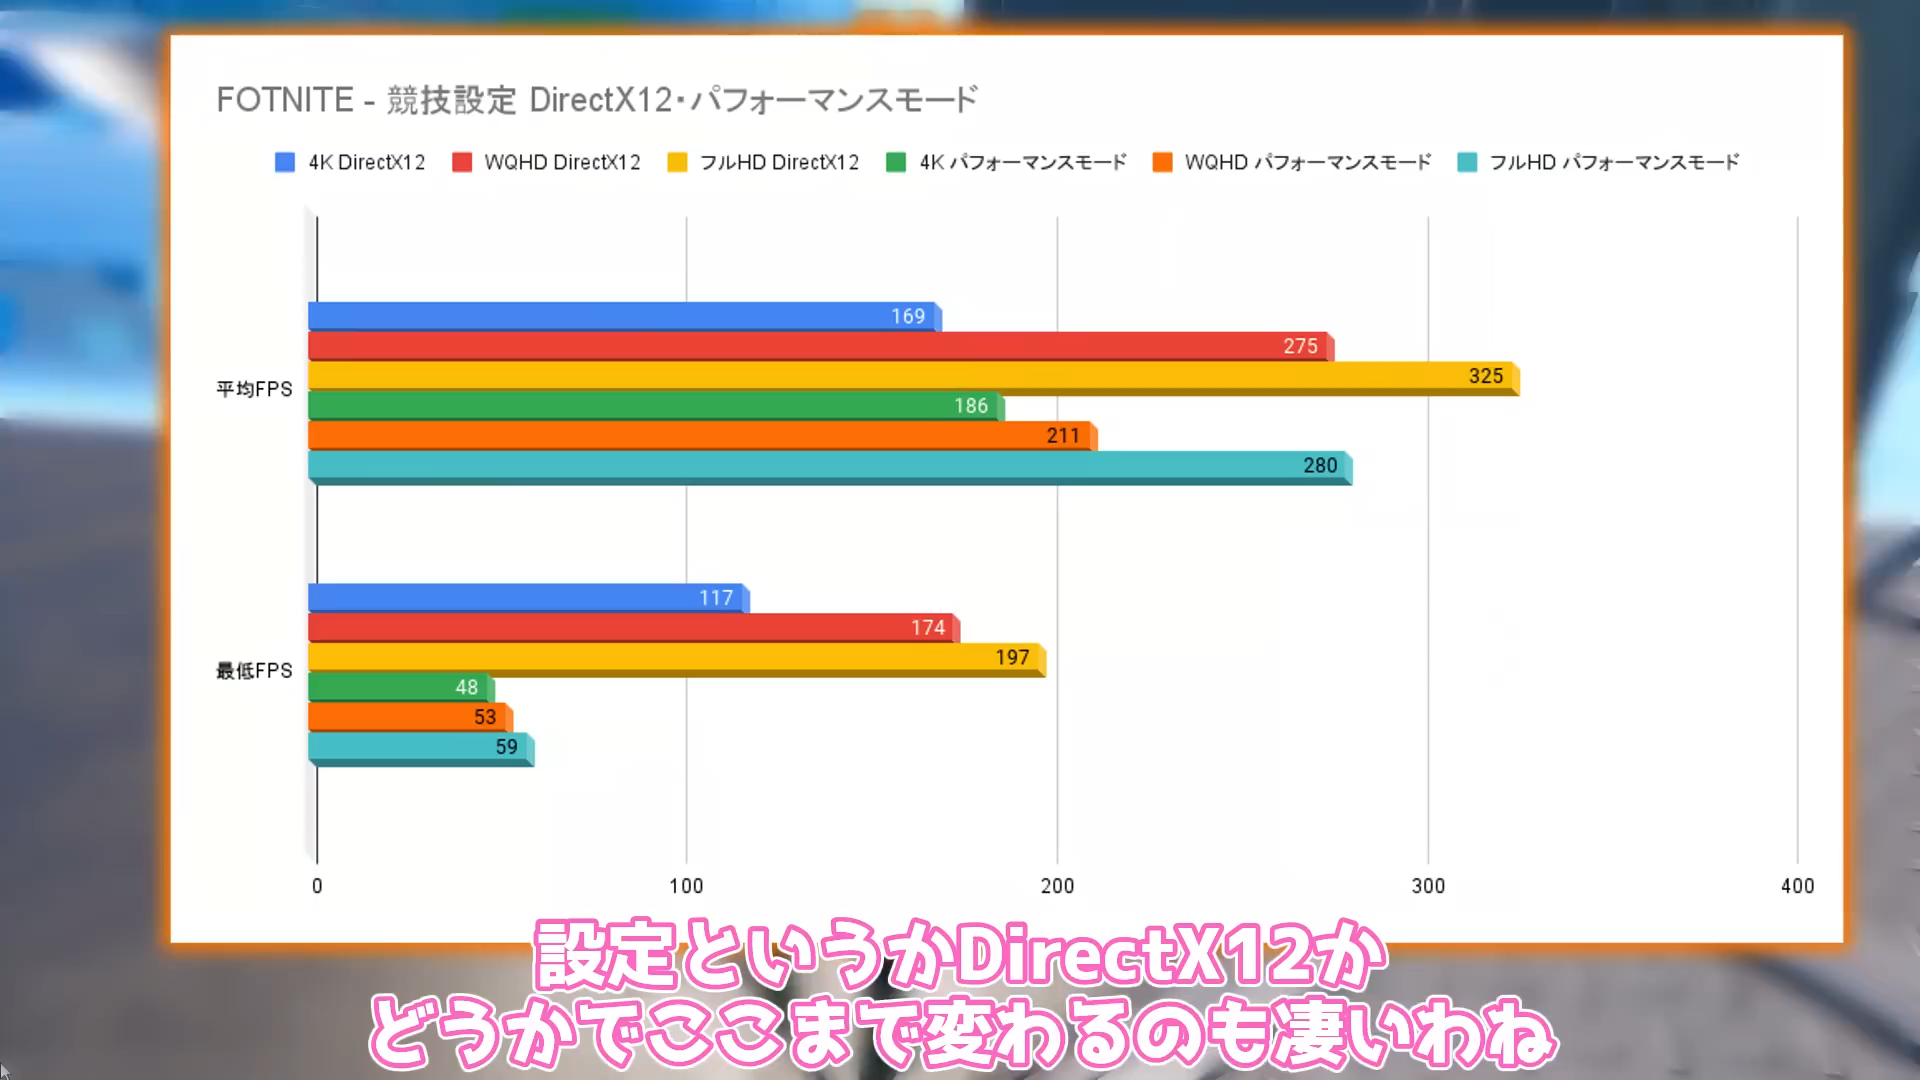 FOTNITE - 競技設定 DirectX12・パフォーマンスモード
4K DirectX12 WQHD DirectX12 フルHD DirectX12 4K パフォーマンスモード WQHD パフォーマンスモード フルHD パフォーマンスモード
169
275
325
平均FPS
186
211
280
117
174
197
最低FPS
48
53
59
0 100 200 300 400
設定というかDirectX12か
どうかでここまで変わるのも凄いわね